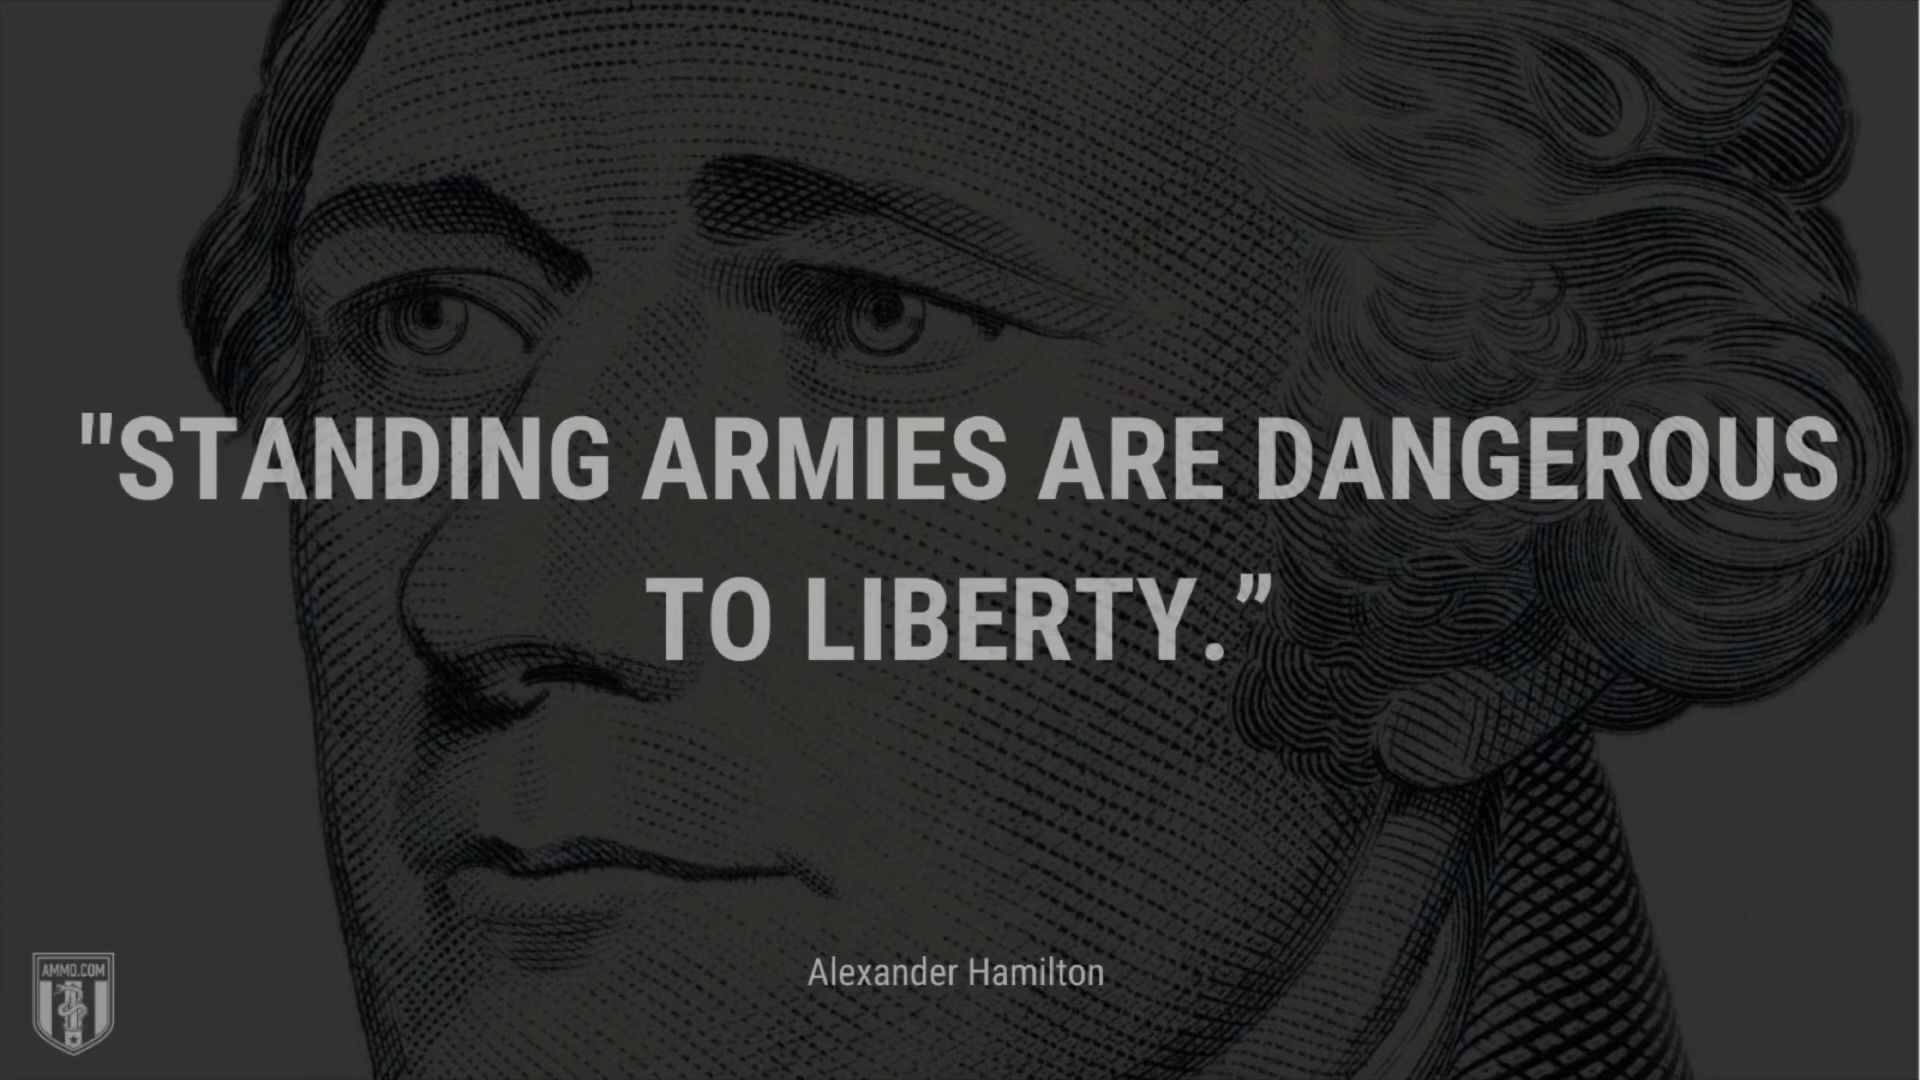 "STANDING ARMIES ARE DANGEROUS
TO LIBERTY.”
Alexander Hamilton
AMMO.COM